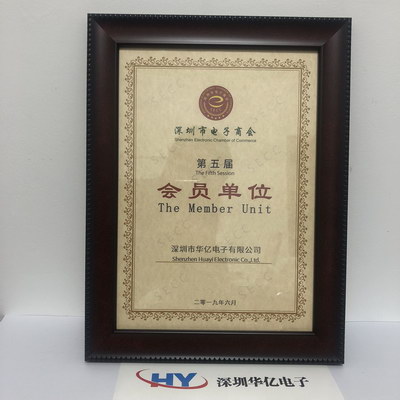 深圳市电子商会
Shenzhen Electronic Chamber of Commerce
第五届
The Fifth Session
会员单位
The Member Unit
深圳市华亿电子有限公司
Shenzhen Huayi Electronic Co.,Ltd.
二零一九年六月
HY 深圳华亿电子